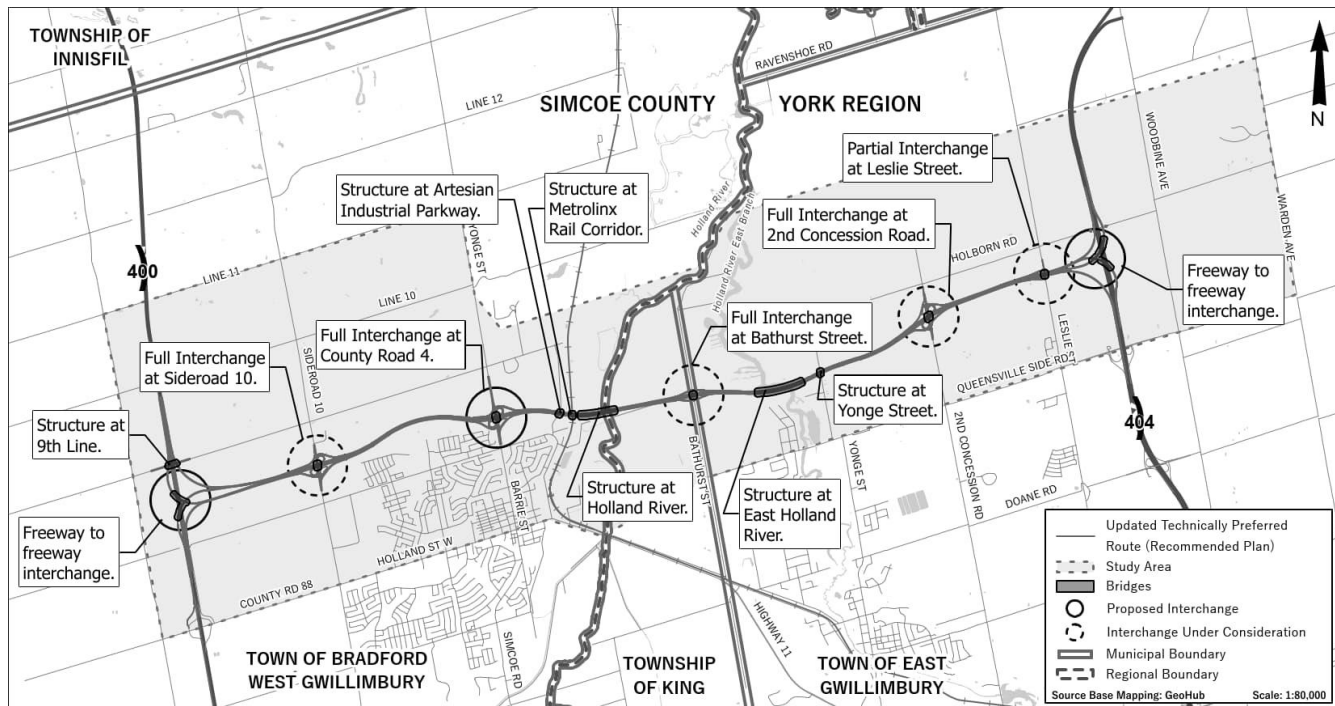 TOWNSHIP OF
INNISFIL
LINE 12
SIMCOE COUNTY
YORK REGION
RAVENSHOE RD
N
WOODBINE AVE
WARDEN AVE
Partial Interchange
at Leslie Street.
Structure at Artesian
Industrial Parkway.
Structure at
Metrolinx
Rail Corridor.
Full Interchange at
2nd Concession Road.
Holland River
Holland River East Branch
YONGE ST
HOLBORN RD
400
LINE 11
LINE 10
Freeway to
freeway
interchange.
Full Interchange at
County Road 4.
Full Interchange
at Bathurst Street.
Full Interchange
at Sideroad 10.
SIDEROAD 10
LESLIE ST
QUEENSVILLE SIDE RD
Structure at
9th Line.
Structure at
Yonge Street.
404
BATHURST ST
2ND CONCESSION RD
YONGE ST
BARRIE ST
DOANE RD
Structure at
Holland River.
Structure at
East Holland
River.
Freeway to
freeway
interchange.
HOLLAND ST W
COUNTY RD 88
HIGHWAY 11
SIMCOE RD
TOWN OF BRADFORD
WEST GWILLIMBURY
TOWNSHIP
OF KING
TOWN OF EAST
GWILLIMBURY
Updated Technically Preferred
Route (Recommended Plan)
Study Area
Bridges
Proposed Interchange
Interchange Under Consideration
Municipal Boundary
Regional Boundary
Source Base Mapping: GeoHub
Scale: 1:80,000